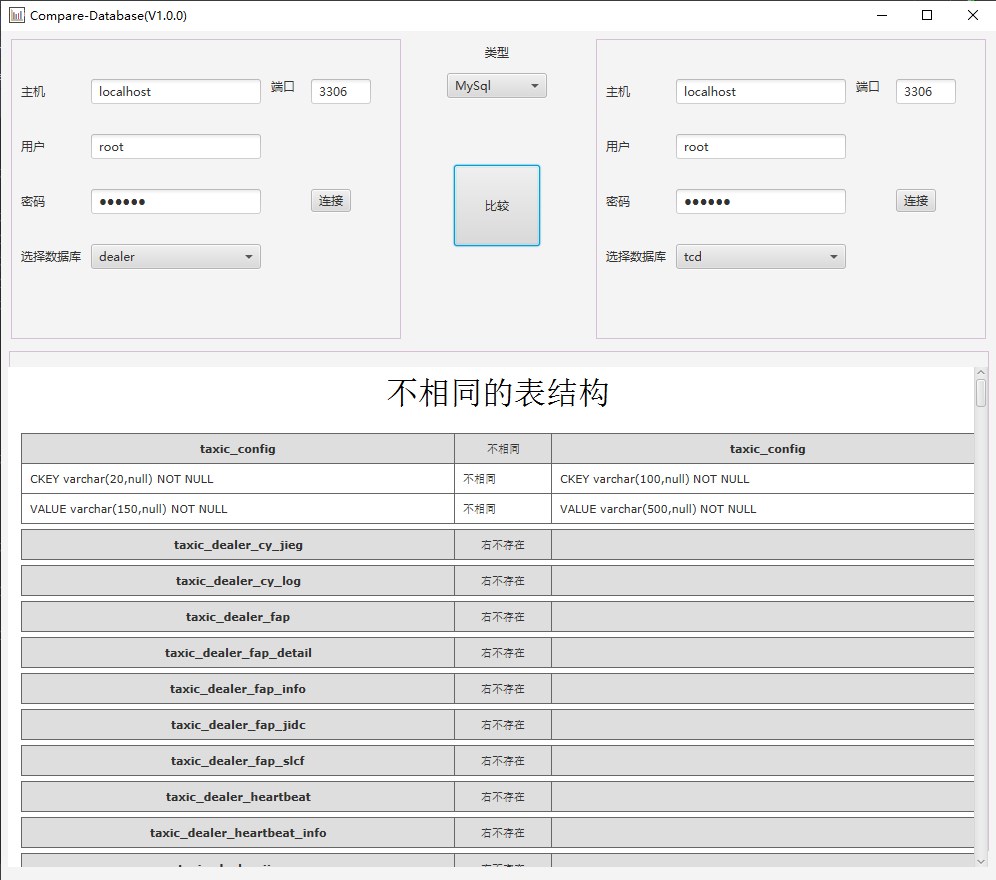 Compare-Database(V1.0.0)
主机 localhost 端口 3306
用户 root
密码 ●●●●●● 连接
选择数据库 dealer
类型
MySql
比较
主机 localhost 端口 3306
用户 root
密码 ●●●●●● 连接
选择数据库 tcd
不相同的表结构
taxic_config 不相同 taxic_config
CKEY varchar(20,null) NOT NULL 不相同 CKEY varchar(100,null) NOT NULL
VALUE varchar(150,null) NOT NULL 不相同 VALUE varchar(500,null) NOT NULL
taxic_dealer_cy_jieg 右不存在
taxic_dealer_cy_log 右不存在
taxic_dealer_fap 右不存在
taxic_dealer_fap_detail 右不存在
taxic_dealer_fap_info 右不存在
taxic_dealer_fap_jidc 右不存在
taxic_dealer_fap_slcf 右不存在
taxic_dealer_heartbeat 右不存在
taxic_dealer_heartbeat_info 右不存在